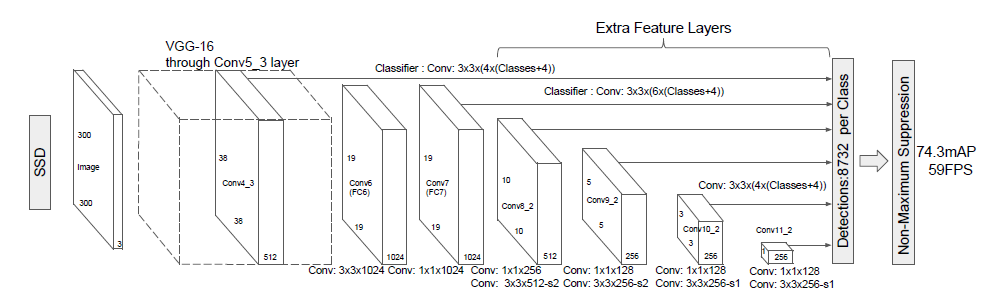 Extra Feature Layers
VGG-16
through Conv5_3 layer
Classifier : Conv: 3x3x(4x(Classes+4))
Classifier : Conv: 3x3x(6x(Classes+4))
SSD
300
Image
300
3
38
Conv4_3
38
512
19
Conv6
(FC6)
19
1024
19
Conv7
(FC7)
19
1024
10
Conv8_2
10
512
5
Conv9_2
5
256
Conv: 3x3x(4x(Classes+4))
3
Conv10_2
3
256
Conv11_2
1
256
Detections:8732 per Class
Non-Maximum Suppression
74.3mAP
59FPS
Conv: 3x3x1024
Conv: 1x1x1024
Conv: 1x1x256
Conv: 3x3x512-s2
Conv: 1x1x128
Conv: 3x3x256-s2
Conv: 1x1x128
Conv: 3x3x256-s1
Conv: 1x1x128
Conv: 3x3x256-s1